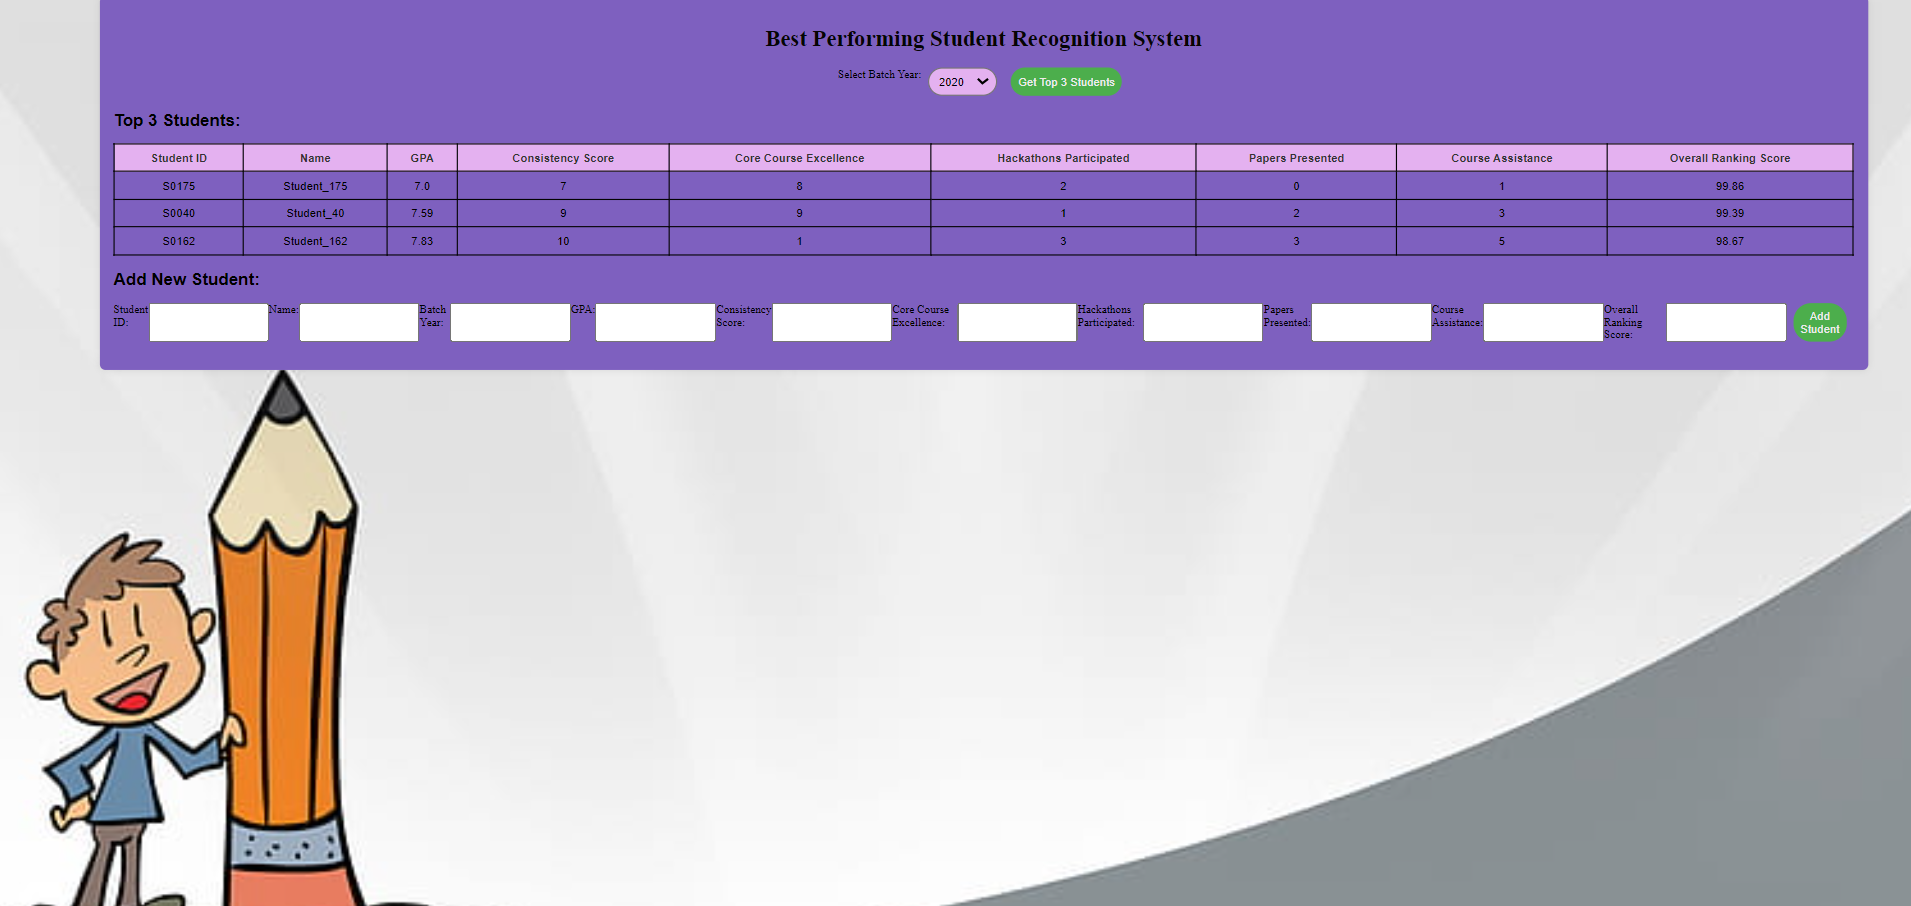 Best Performing Student Recognition System
Select Batch Year: 2020 Get Top 3 Students
Top 3 Students:
Student ID Name GPA Consistency Score Core Course Excellence Hackathons Participated Papers Presented Course Assistance Overall Ranking Score
S0175 Student_175 7.0 7 8 2 0 1 99.86
S0040 Student_40 7.59 9 9 1 2 3 99.39
S0162 Student_162 7.83 10 1 3 3 5 98.67
Add New Student:
Student ID:
Name:
Batch Year:
GPA:
Consistency Score:
Core Course Excellence:
Hackathons Participated:
Papers Presented:
Course Assistance:
Overall Ranking Score:
Add Student